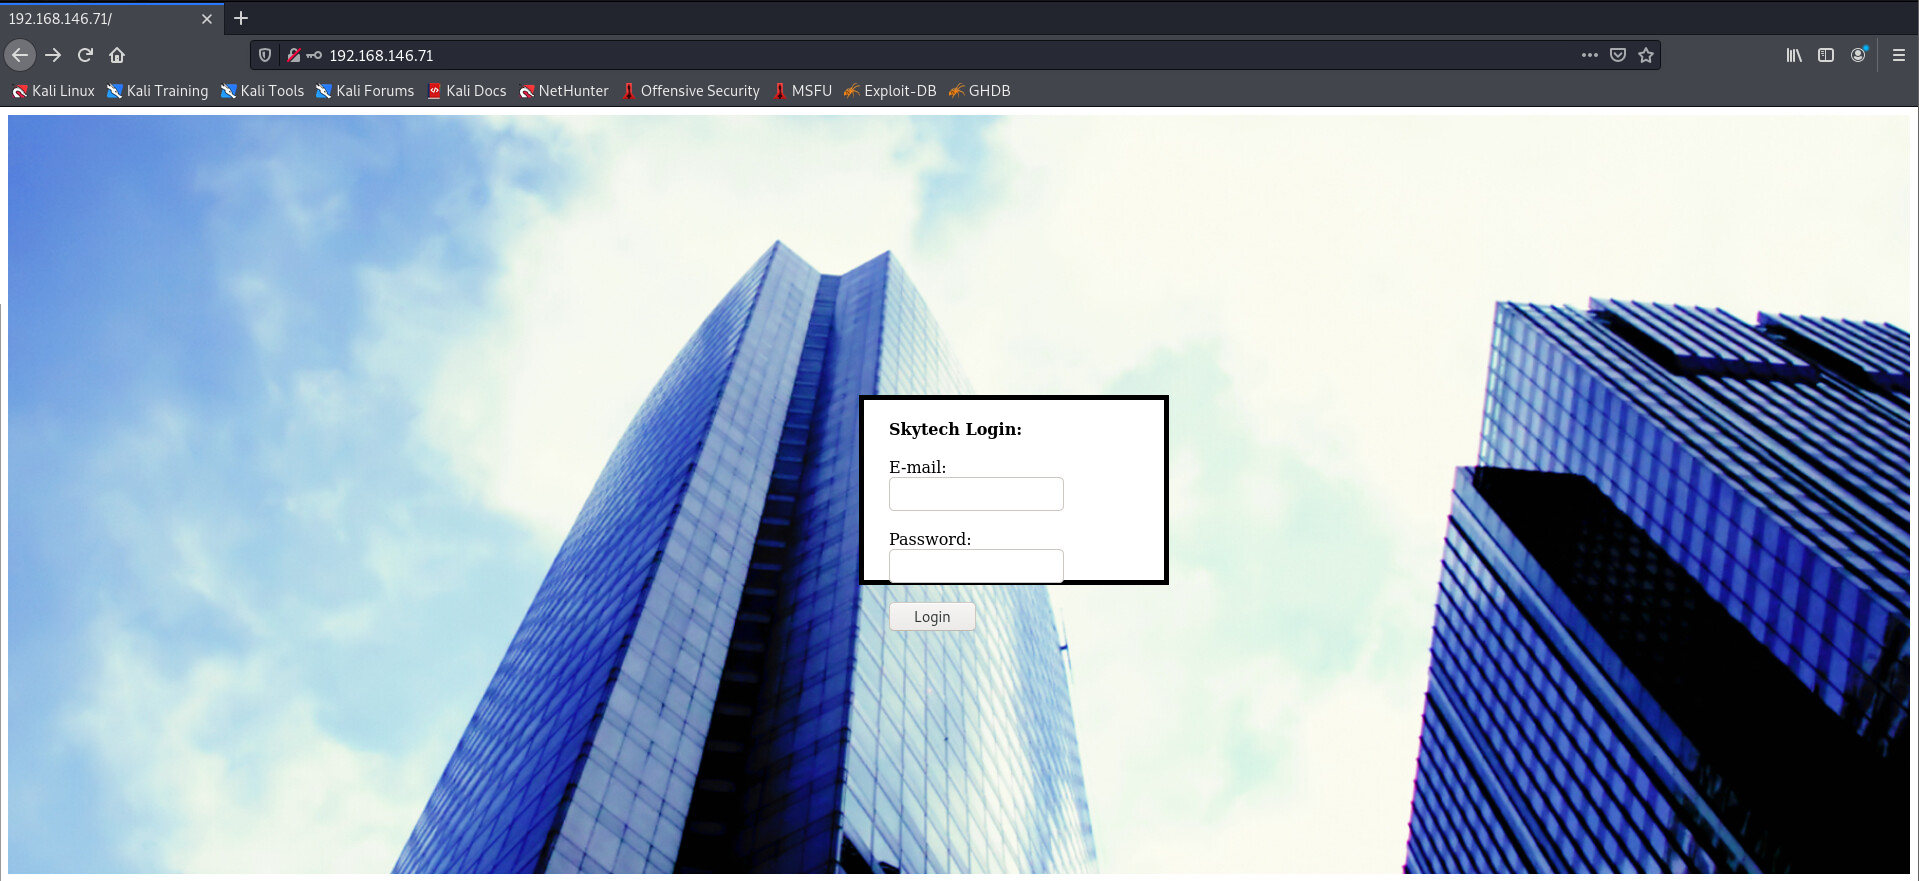 192.168.146.71/
192.168.146.71
Kali Linux Kali Training Kali Tools Kali Forums Kali Docs NetHunter Offensive Security MSFU Exploit-DB GHDB
Skytech Login:
E-mail:
Password:
Login